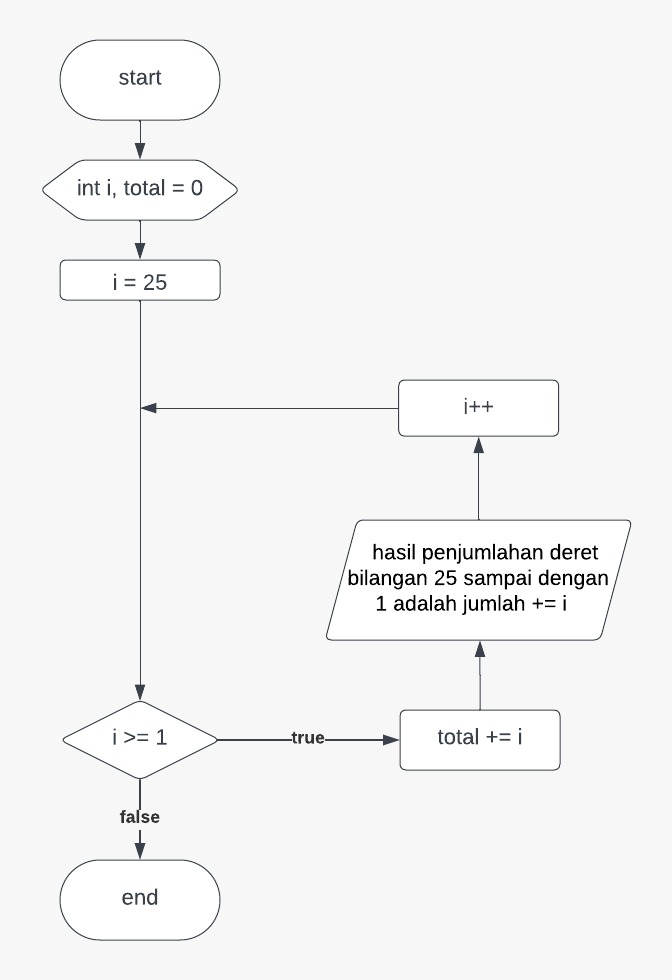 start
int i, total = 0
i = 25
i++
hasil penjumlahan deret
bilangan 25 sampai dengan
1 adalah jumlah += i
i >= 1
true
total += i
false
end